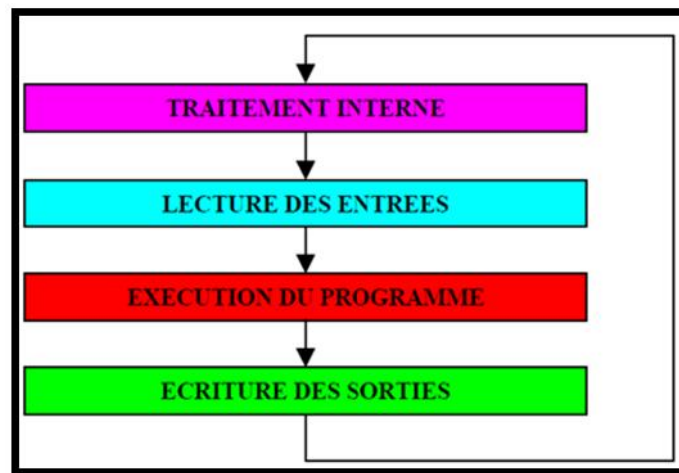 TRAITEMENT INTERNE
LECTURE DES ENTREES
EXECUTION DU PROGRAMME
ECRITURE DES SORTIES